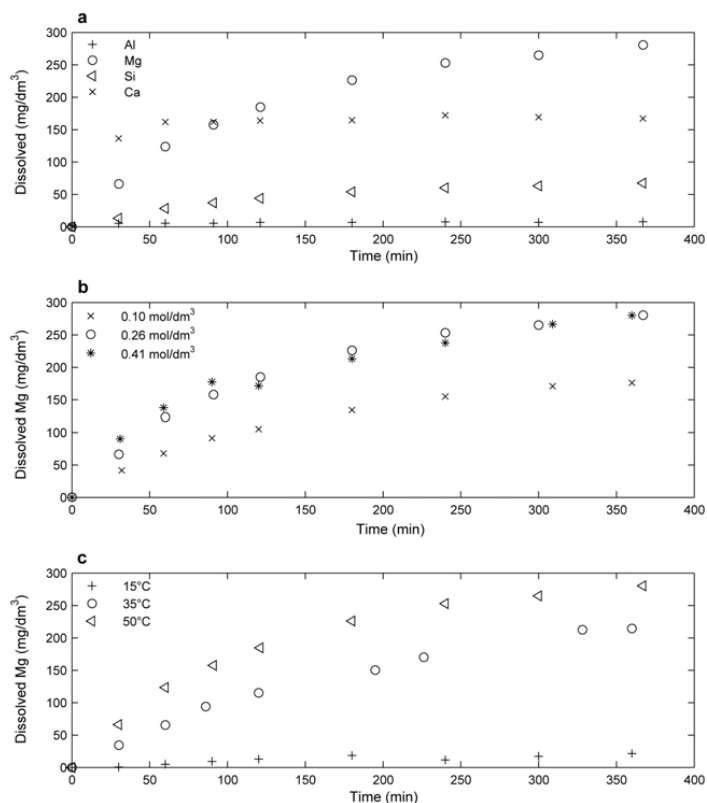 a
300
250
200
150
100
50
0
Al
Mg
Si
Ca
Dissolved (mg/dm³)
0 50 100 150 200 250 300 350 400
Time (min)
b
300
250
200
150
100
50
0
0.10 mol/dm³
0.26 mol/dm³
0.41 mol/dm³
Dissolved Mg (mg/dm³)
0 50 100 150 200 250 300 350 400
Time (min)
c
300
250
200
150
100
50
0
15°C
35°C
50°C
Dissolved Mg (mg/dm³)
0 50 100 150 200 250 300 350 400
Time (min)